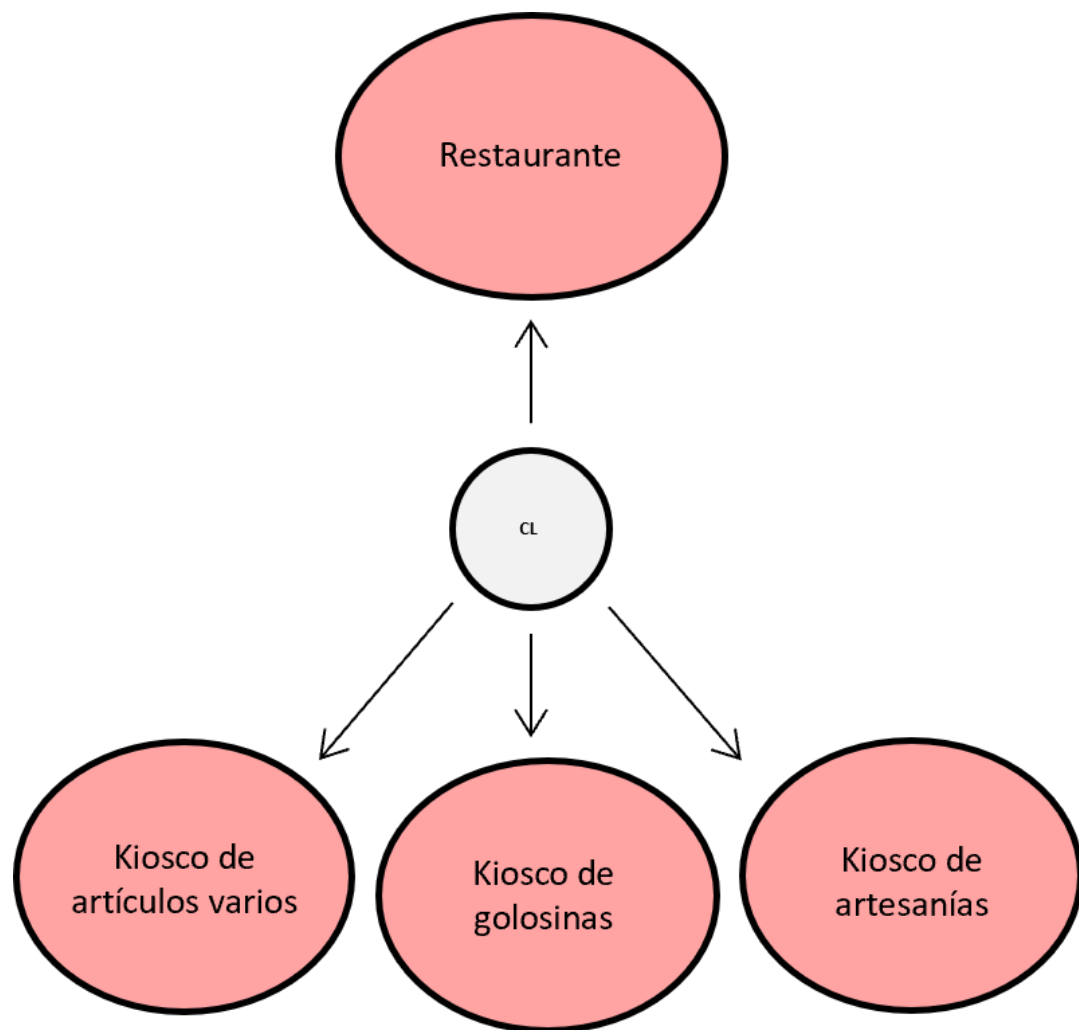 Restaurante
CL
Kiosco de
artículos varios
Kiosco de
golosinas
Kiosco de
artesanías